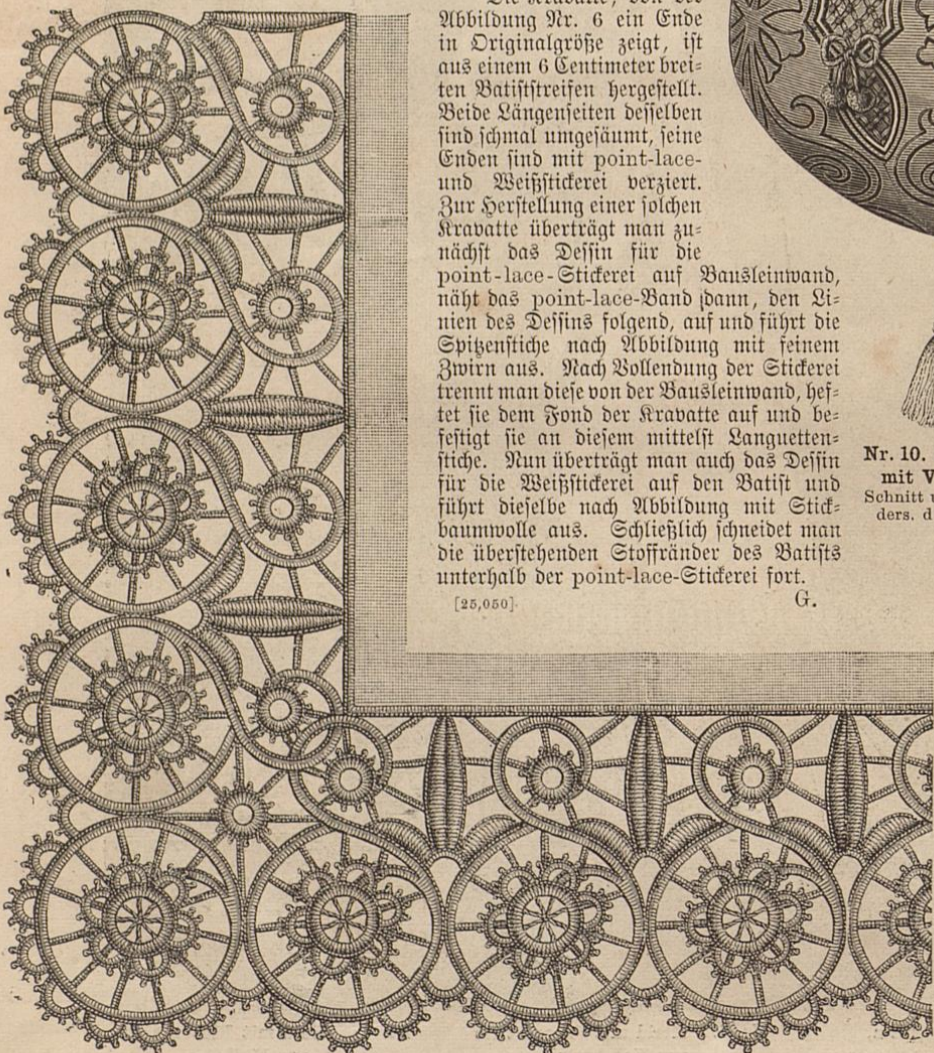 Die Kravatte, von der
Abbildung Nr. 6 ein Ende
in Originalgröße zeigt, ist
aus einem 6 Centimeter brei=
ten Batiststreifen hergestellt.
Beide Längenseiten desselben
sind schmal umgesäumt, seine
Enden sind mit point-lace-
und Weißstickerei verziert.
Zur Herstellung einer solchen
Kravatte überträgt man zu=
nächst das Dessin für die
point-lace-Stickerei auf Bausleinwand,
näht das point-lace-Band dann, den Li=
nien des Dessins folgend, auf und führt die
Spitzenstiche nach Abbildung mit feinem
Zwirn aus. Nach Vollendung der Stickerei
trennt man diese von der Bausleinwand, hef=
tet sie dem Fond der Kravatte auf und be=
festigt sie an diesem mittelst Languetten=
stiche. Nun überträgt man auch das Dessin
für die Weißstickerei auf den Batist und
führt dieselbe nach Abbildung mit Stick=
baumwolle aus. Schließlich schneidet man
die überstehenden Stoffränder des Batists
unterhalb der point-lace-Stickerei fort.
[25,050] G.
Nr. 10.
mit V
Schnitt u
ders. d